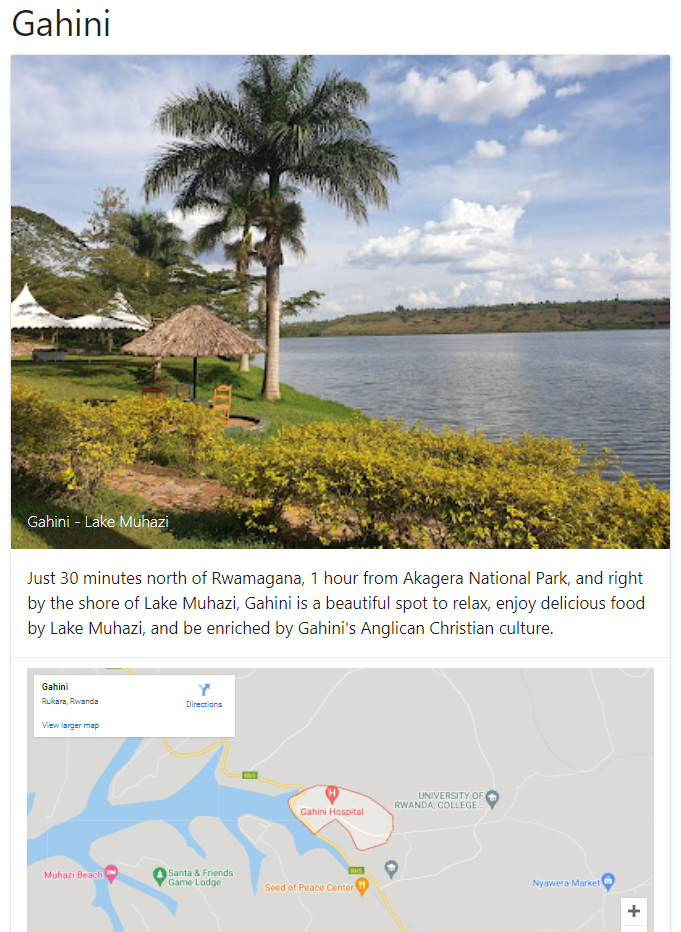 Gahini
Gahini - Lake Muhazi
Just 30 minutes north of Rwamagana, 1 hour from Akagera National Park, and right
by the shore of Lake Muhazi, Gahini is a beautiful spot to relax, enjoy delicious food
by Lake Muhazi, and be enriched by Gahini's Anglican Christian culture.
Gahini
Rukara, Rwanda
Directions
View larger map
RN5
H
Gahini Hospital
UNIVERSITY OF
RWANDA, COLLEGE...
Muhazi Beach
Santa & Friends
Game Lodge
RN5
Seed of Peace Center
Nyawera Market
+